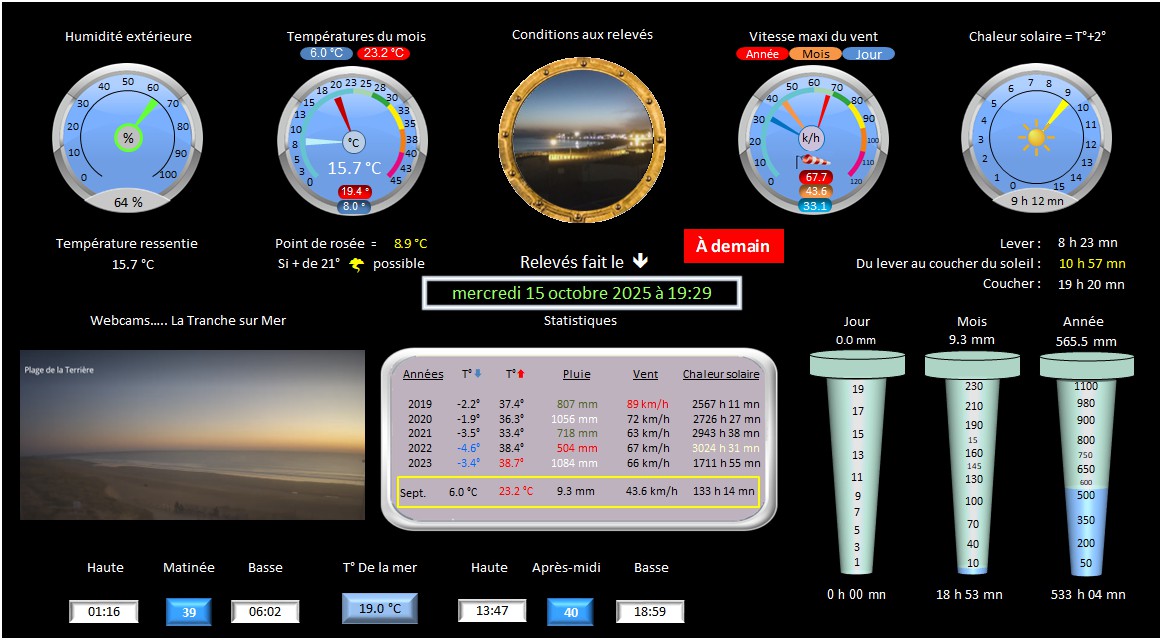 Humidité extérieure
Températures du mois
6.0 °C 23.2 °C
Conditions aux relevés
Vitesse maxi du vent
Année Mois Jour
Chaleur solaire = T°+2°
0 10 20 30 40 50 60 70 80 90 100
%
64 %
0 3 5 8 10 13 15 18 20 23 25 28 30 33 35 38 40 43 45
°C
15.7 °C
19.4 °
8.0 °
0 10 20 30 40 50 60 70 80 90 100 110 120
k/h
67.7
43.6
33.1
0 1 2 3 4 5 6 7 8 9 10 11 12 13 14 15
9 h 12 mn
Température ressentie
15.7 °C
Point de rosée = 8.9 °C
Si + de 21° possible
Relevés fait le
À demain
mercredi 15 octobre 2025 à 19:29
Lever : 8 h 23 mn
Du lever au coucher du soleil : 10 h 57 mn
Coucher : 19 h 20 mn
Webcams..... La Tranche sur Mer
Plage de la Terrière
Statistiques
Années T° T° Pluie Vent Chaleur solaire
2019 -2.2° 37.4° 807 mm 89 km/h 2567 h 11 mn
2020 -1.9° 36.3° 1056 mm 72 km/h 2726 h 27 mn
2021 -3.5° 33.4° 718 mm 63 km/h 2943 h 38 mn
2022 -4.6° 38.4° 504 mm 67 km/h 3024 h 31 mn
2023 -3.4° 38.7° 1084 mm 66 km/h 1711 h 55 mn
Sept. 6.0 °C 23.2 °C 9.3 mm 43.6 km/h 133 h 14 mn
Jour
0.0 mm
19
17
15
13
11
9
7
5
3
1
0 h 00 mn
Mois
9.3 mm
230
210
190
15
160
145
130
100
70
40
10
18 h 53 mn
Année
565.5 mm
1100
980
900
800
750
650
600
500
350
200
50
533 h 04 mn
Haute Matinée Basse
01:16 39 06:02
T° De la mer
19.0 °C
Haute Après-midi Basse
13:47 40 18:59